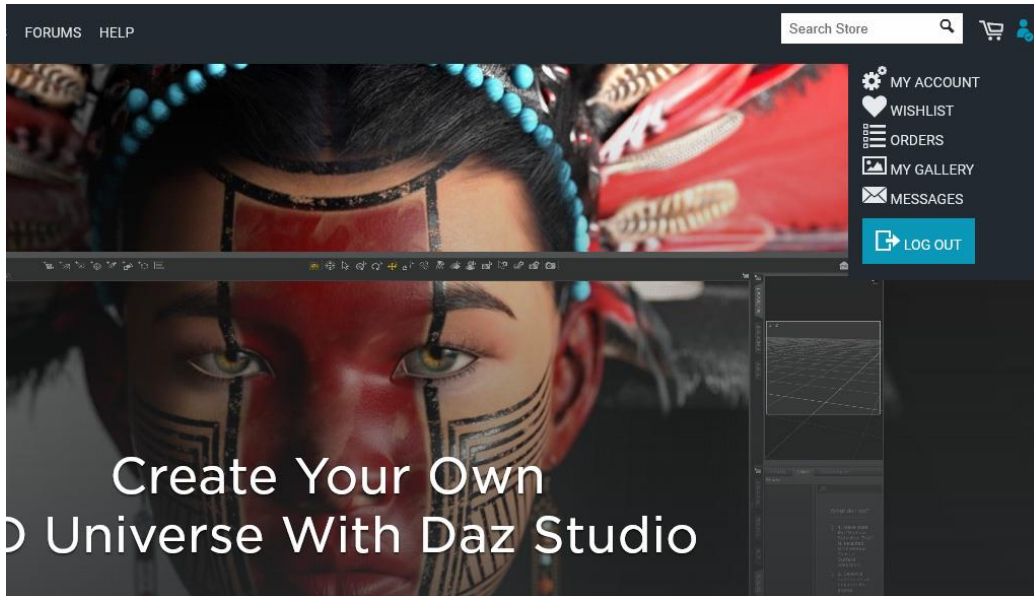 FORUMS HELP
Search Store
MY ACCOUNT
WISHLIST
ORDERS
MY GALLERY
MESSAGES
LOG OUT
Create Your Own
D Universe With Daz Studio